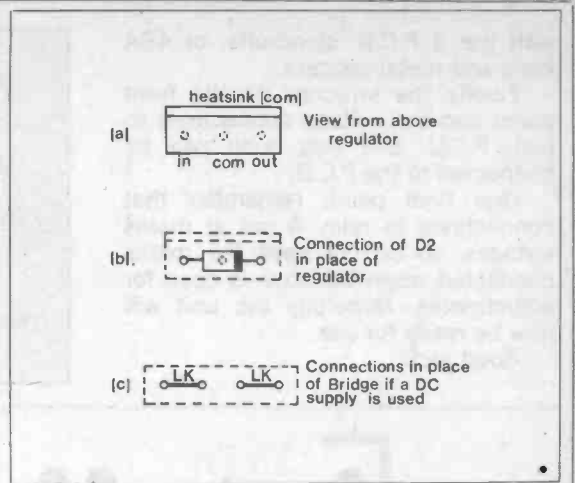 heatsink |com|
[a]
View from above
regulator
in com out
[b].
Connection of D2
in place of
regulator
[c]
LK LK
Connections in place
of Bridge if a DC
supply is used